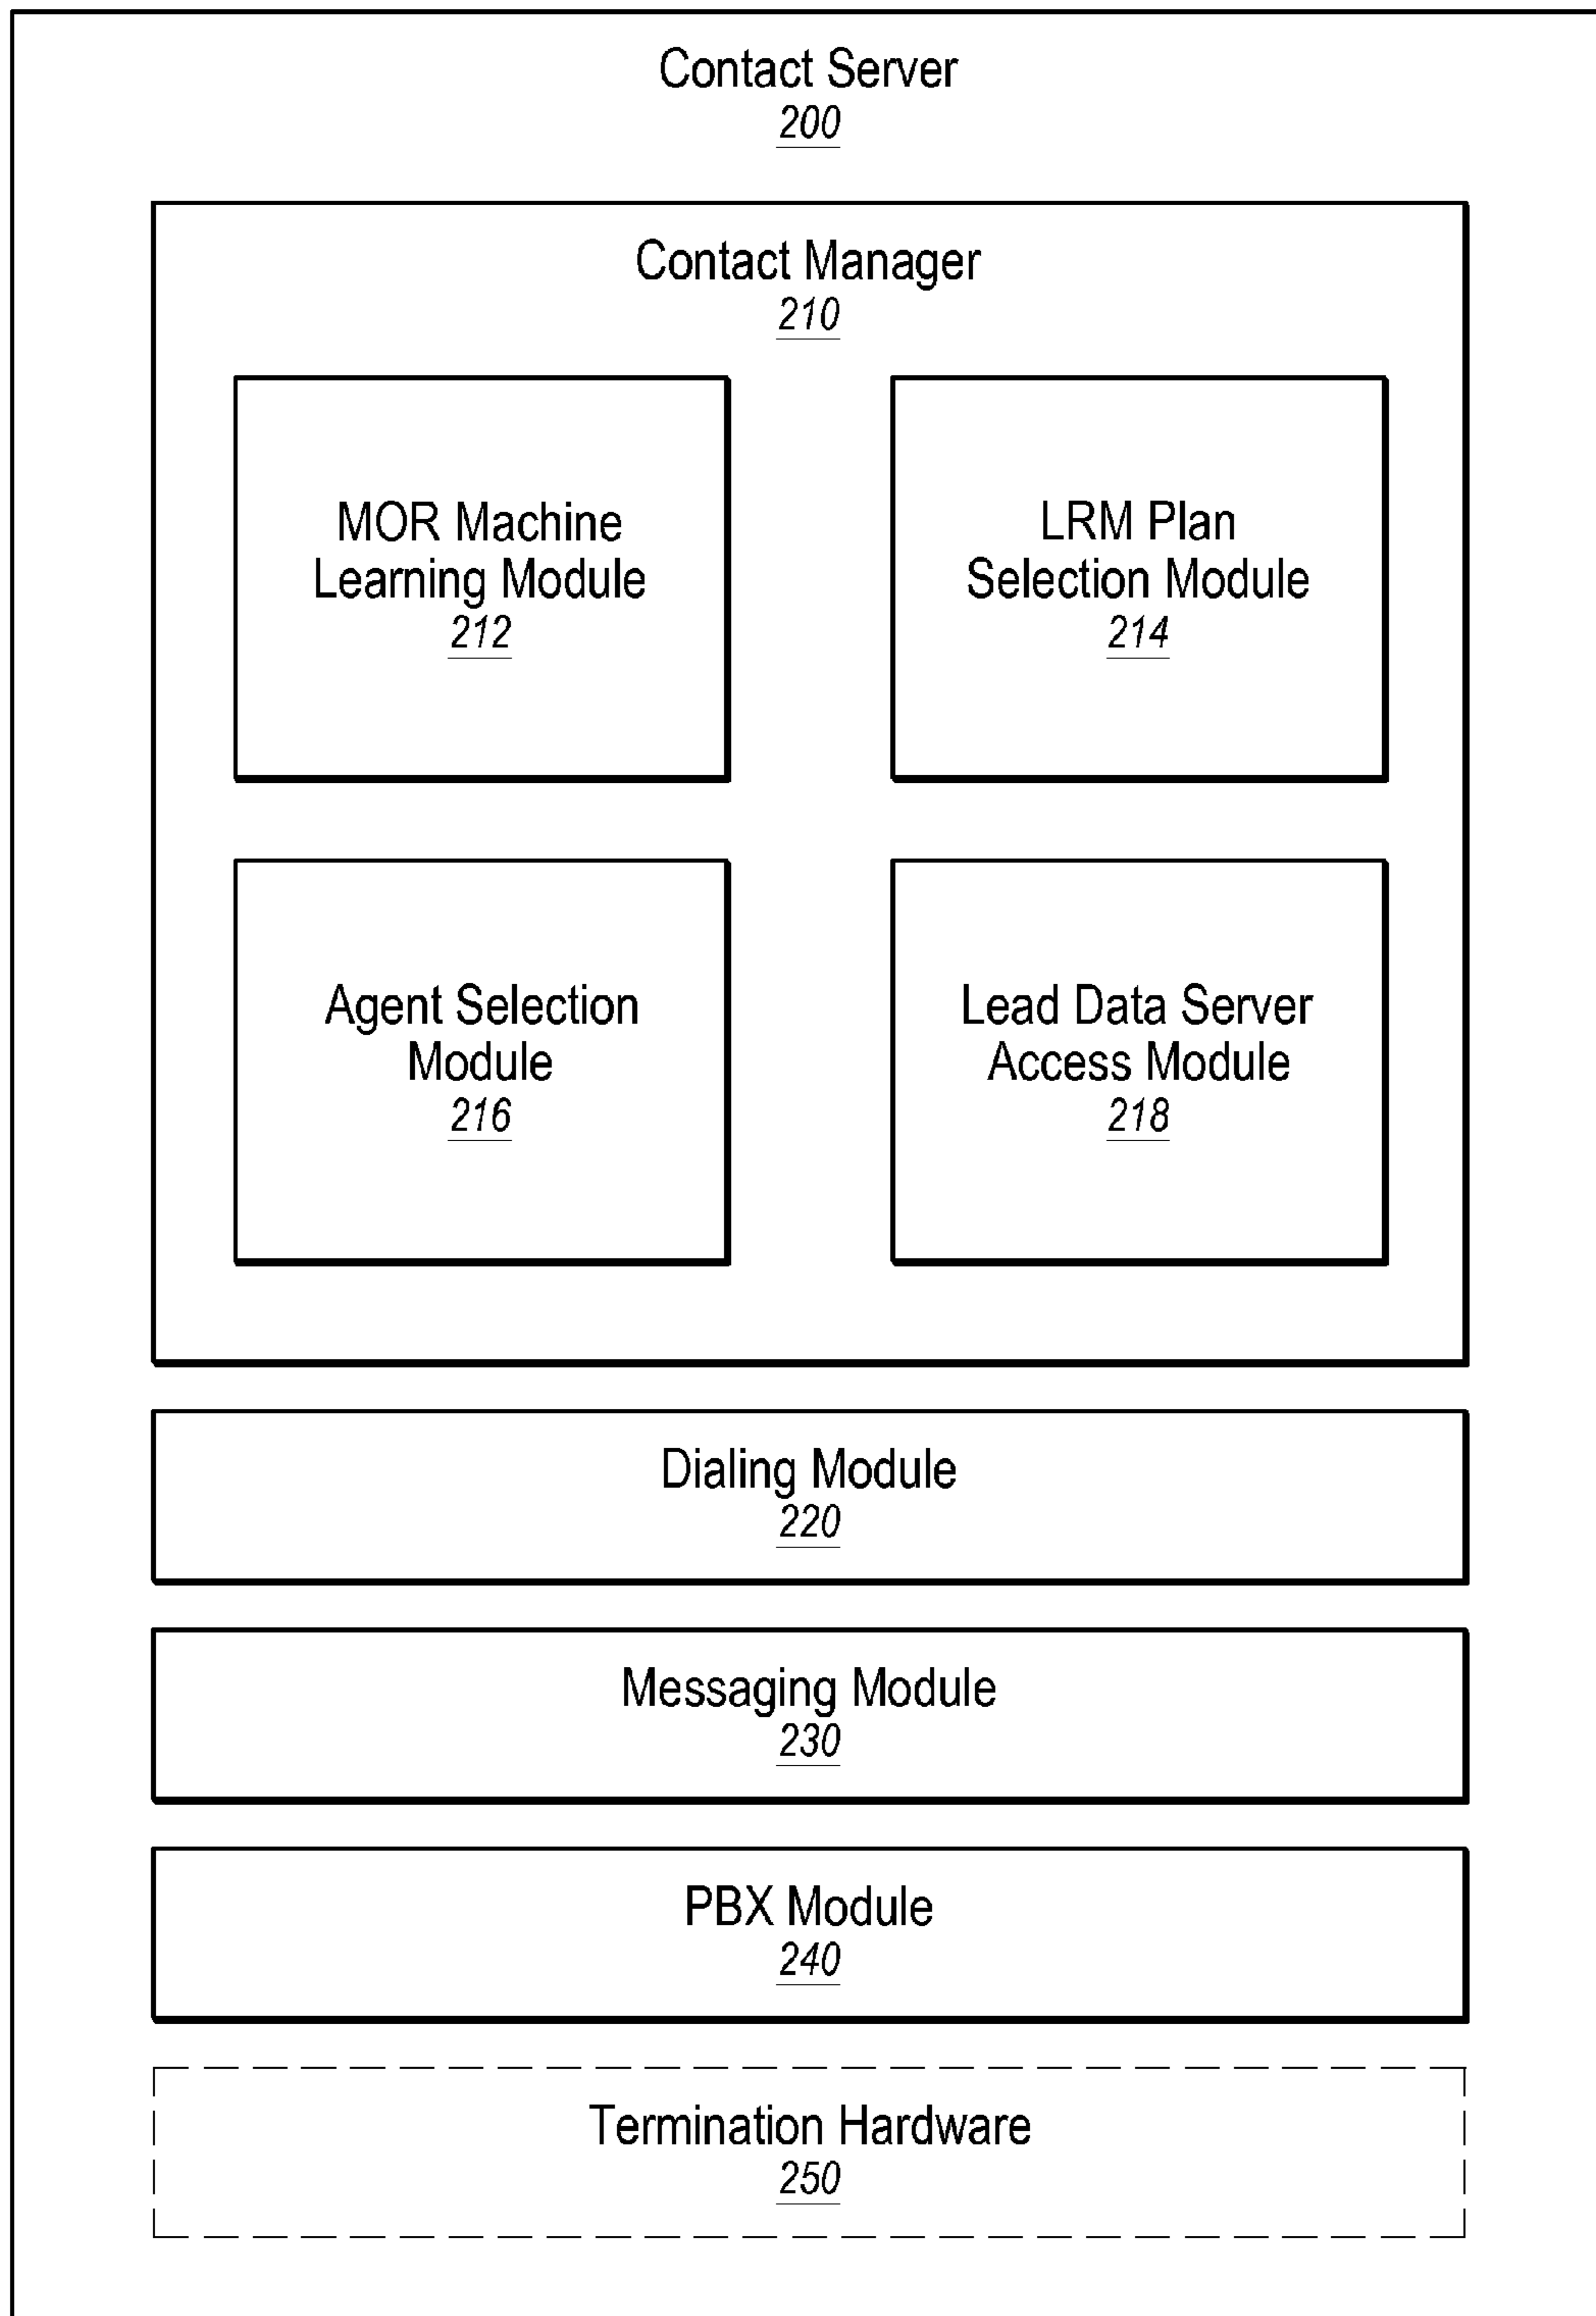 Contact Server
200
Contact Manager
210
MOR Machine
Learning Module
212
LRM Plan
Selection Module
214
Agent Selection
Module
216
Lead Data Server
Access Module
218
Dialing Module
220
Messaging Module
230
PBX Module
240
Termination Hardware
250